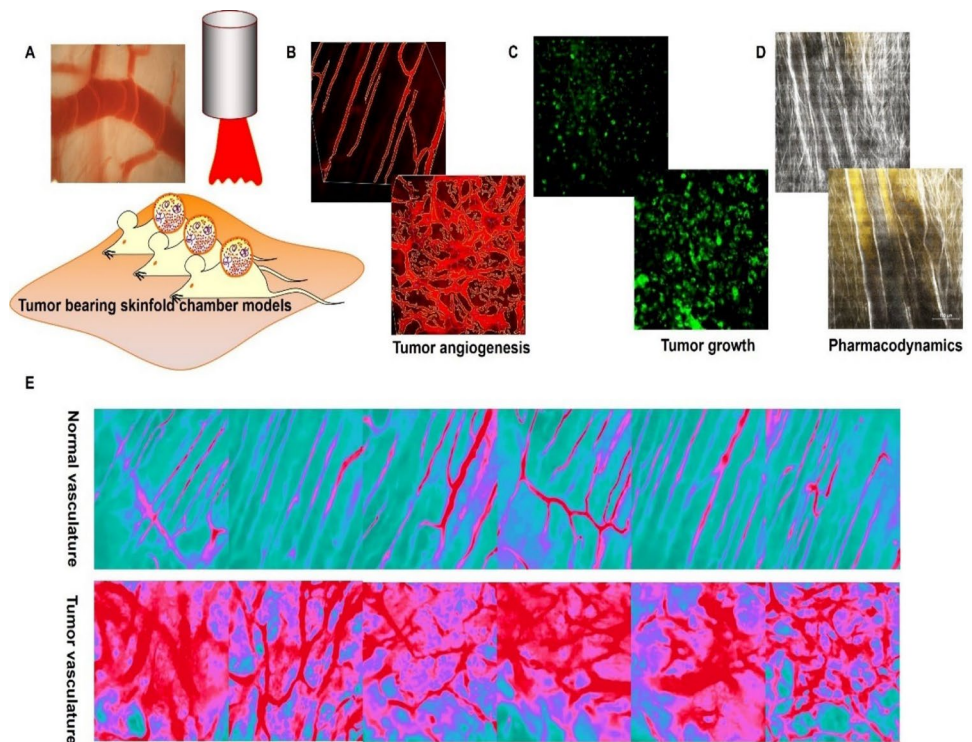 A
B
C
D
Tumor bearing skinfold chamber models
Tumor angiogenesis
Tumor growth
Pharmacodynamics
E
Normal vasculature
Tumor vasculature